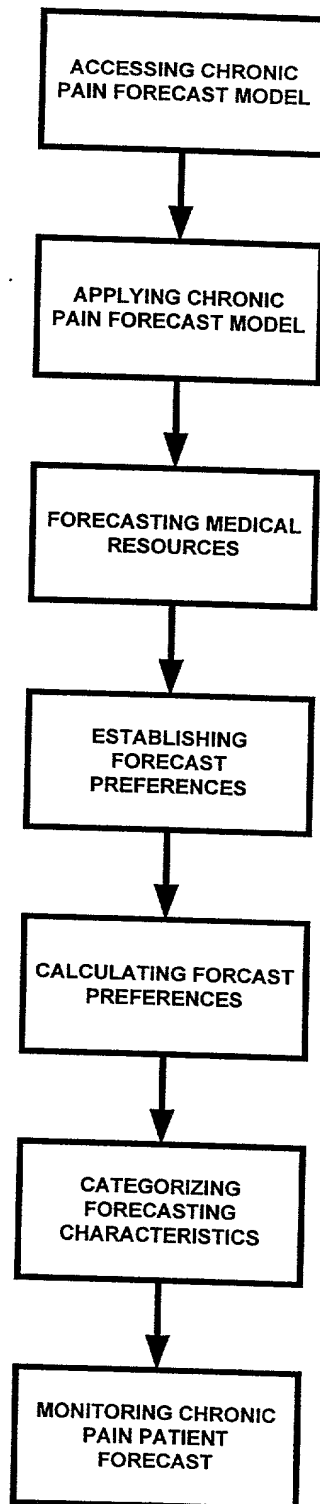 ACCESSING CHRONIC
PAIN FORECAST MODEL
APPLYING CHRONIC
PAIN FORECAST MODEL
FORECASTING MEDICAL
RESOURCES
ESTABLISHING
FORECAST
PREFERENCES
CALCULATING FORCAST
PREFERENCES
CATEGORIZING
FORECASTING
CHARACTERISTICS
MONITORING CHRONIC
PAIN PATIENT
FORECAST